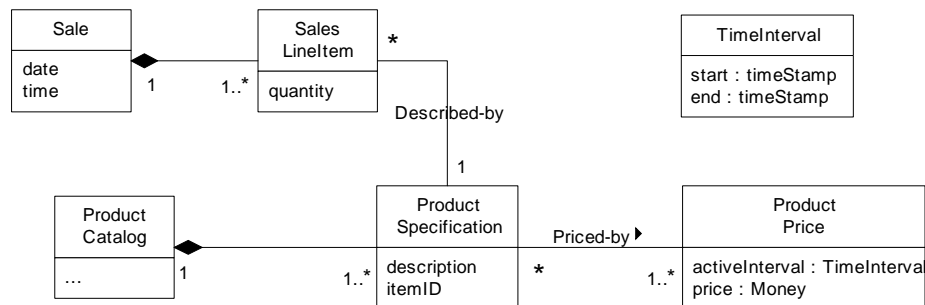 Sale
date
time
1
1..*
Sales
LineItem
quantity
*
Described-by
1
TimeInterval
start : timeStamp
end : timeStamp
Product
Catalog
...
1
1..*
Product
Specification
description
itemID
Priced-by
*
1..*
Product
Price
activeInterval : TimeInterval
price : Money